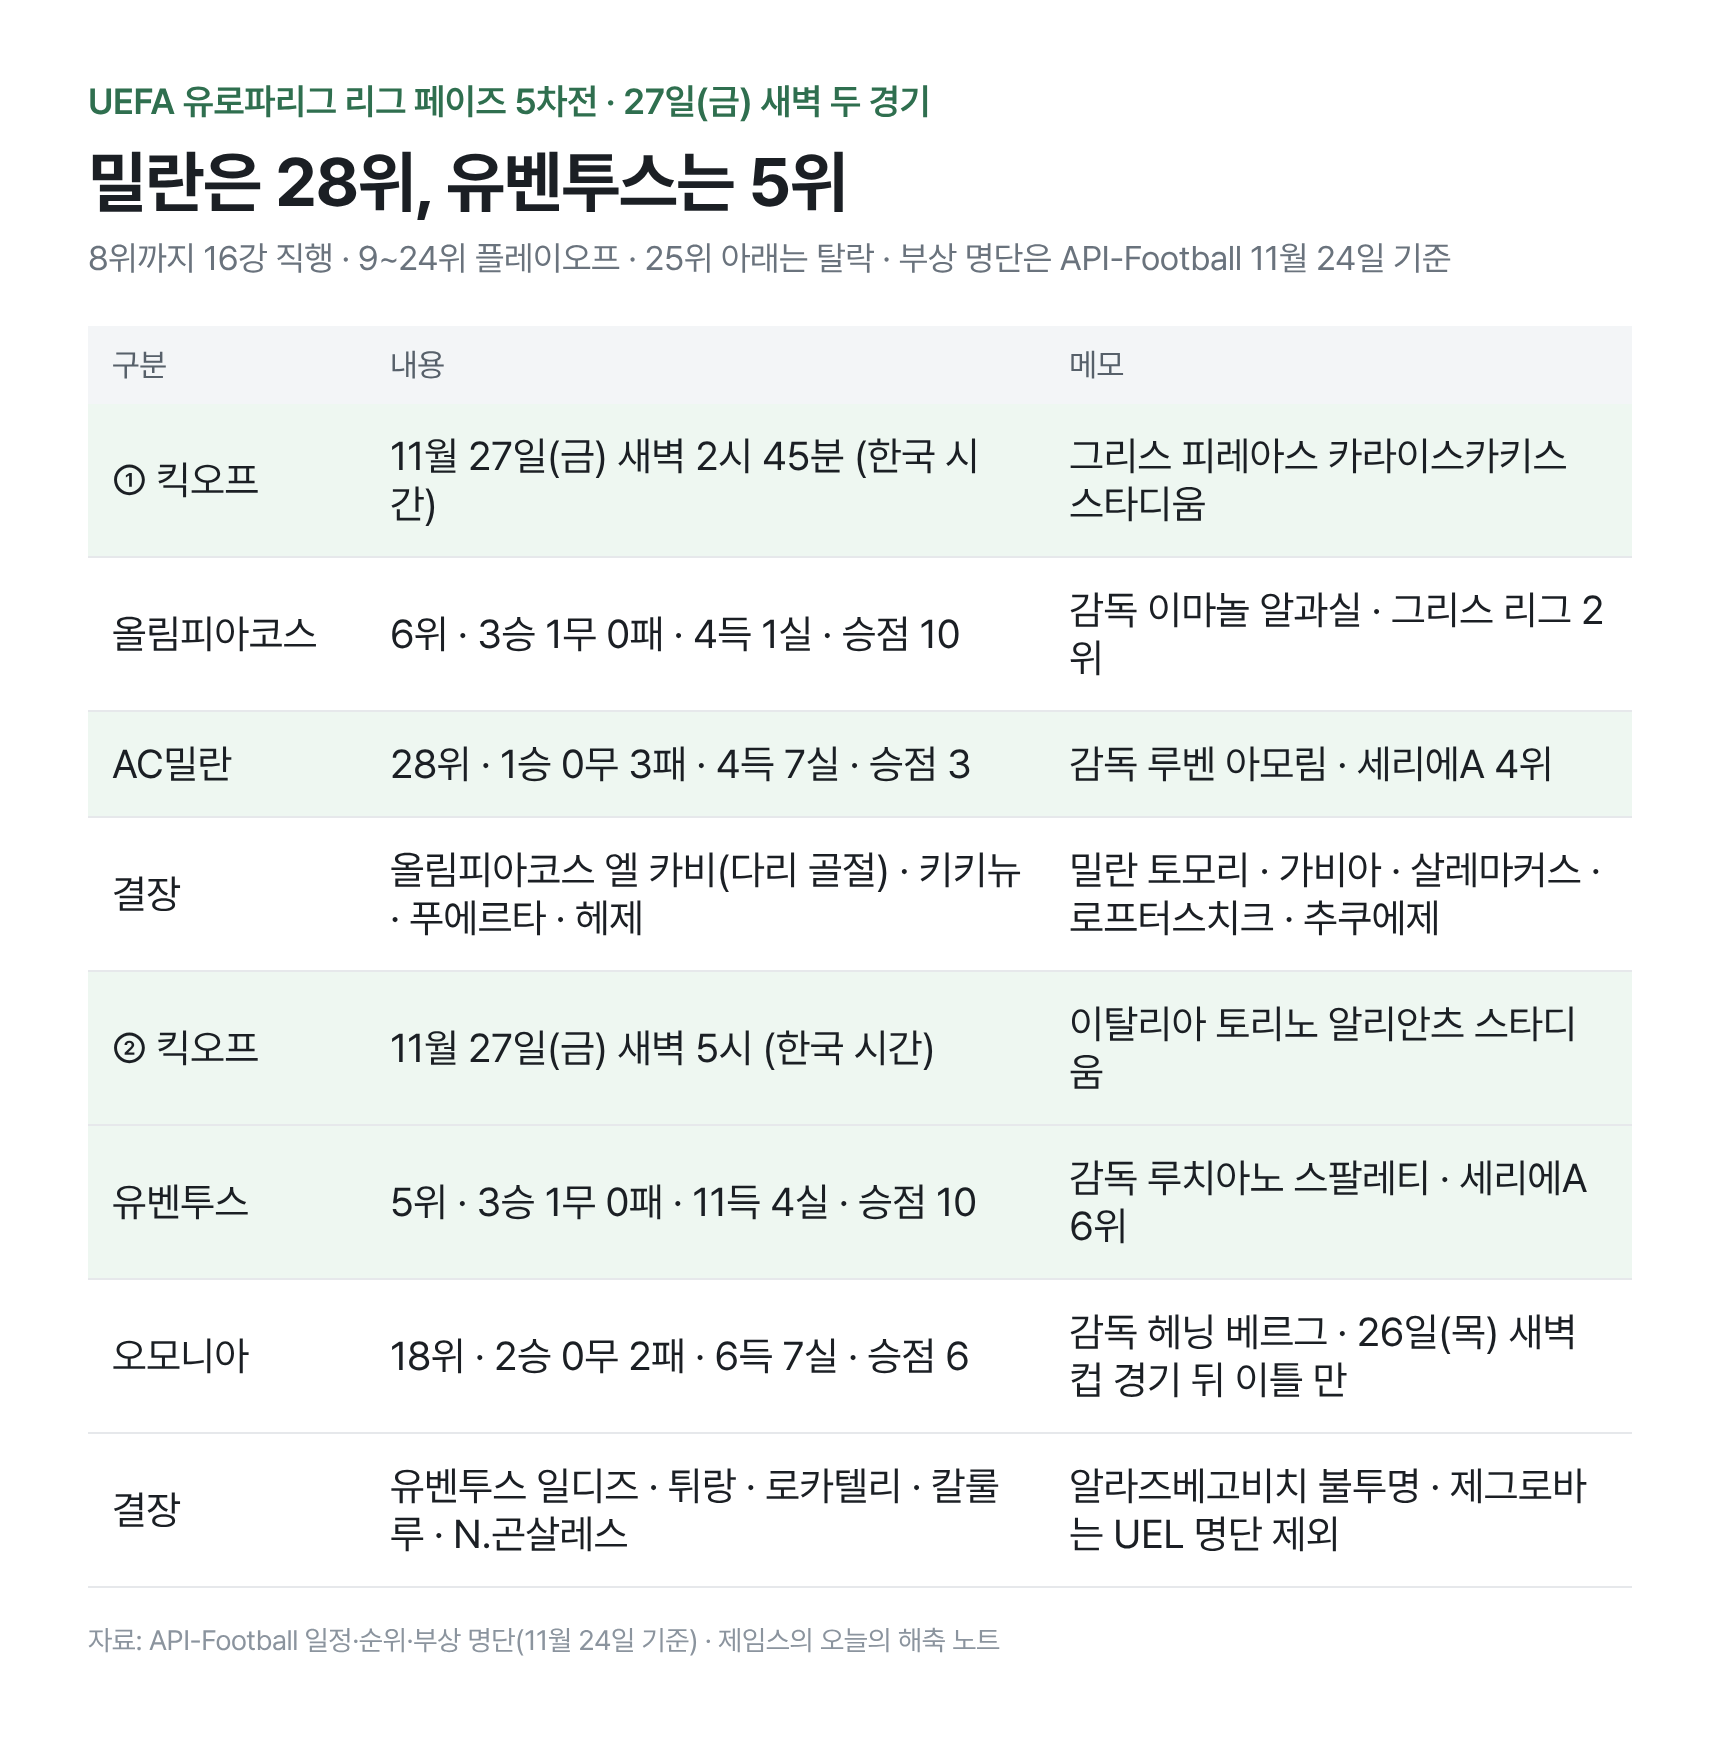 UEFA 유로파리그 리그 페이즈 5차전 · 27일(금) 새벽 두 경기
밀란은 28위, 유벤투스는 5위
8위까지 16강 직행 · 9~24위 플레이오프 · 25위 아래는 탈락 · 부상 명단은 API-Football 11월 24일 기준
구분 내용 메모
① 킥오프
11월 27일(금) 새벽 2시 45분 (한국 시
간)
그리스 피레아스 카라이스카키스
스타디움
올림피아코스
6위 · 3승 1무 0패 · 4득 1실 · 승점 10
감독 이마놀 알과실 · 그리스 리그 2
위
AC밀란
28위 · 1승 0무 3패 · 4득 7실 · 승점 3
감독 루벤 아모림 · 세리에A 4위
결장
올림피아코스 엘 카비(다리 골절) · 키키뉴
· 푸에르타 · 헤제
밀란 토모리 · 가비아 · 살레마커스 ·
로프터스치크 · 추쿠에제
② 킥오프
11월 27일(금) 새벽 5시 (한국 시간)
이탈리아 토리노 알리안츠 스타디
움
유벤투스
5위 · 3승 1무 0패 · 11득 4실 · 승점 10
감독 루치아노 스팔레티 · 세리에A
6위
오모니아
18위 · 2승 0무 2패 · 6득 7실 · 승점 6
감독 헤닝 베르그 · 26일(목) 새벽
컵 경기 뒤 이틀 만
결장
유벤투스 일디즈 · 튀랑 · 로카텔리 · 칼룰
루 · N.곤살레스
알라즈베고비치 불투명 · 제그로바
는 UEL 명단 제외
자료: API-Football 일정·순위·부상 명단(11월 24일 기준) · 제임스의 오늘의 해축 노트